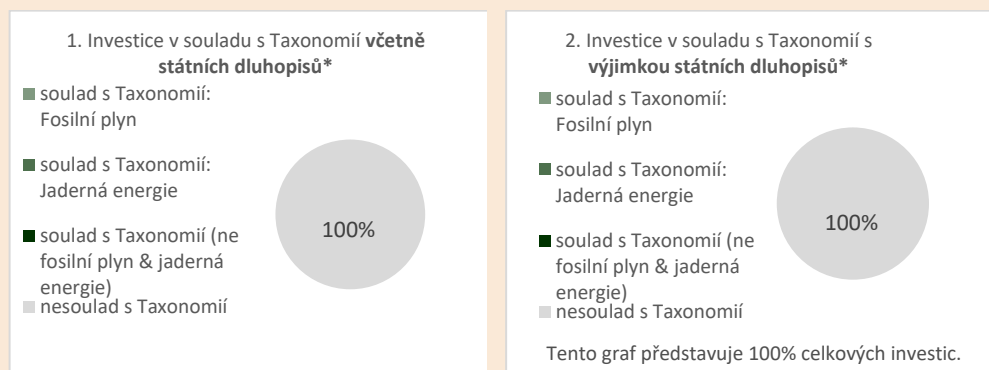 1. Investice v souladu s Taxonomií včetně
státních dluhopisů*
soulad s Taxonomií:
Fosilní plyn
soulad s Taxonomií:
Jaderná energie
soulad s Taxonomií (ne
fosilní plyn & jaderná
energie)
nesoulad s Taxonomií
100%
2. Investice v souladu s Taxonomií s
výjimkou státních dluhopisů*
soulad s Taxonomií:
Fosilní plyn
soulad s Taxonomií:
Jaderná energie
soulad s Taxonomií (ne
fosilní plyn & jaderná
energie)
nesoulad s Taxonomií
100%
Tento graf představuje 100% celkových investic.